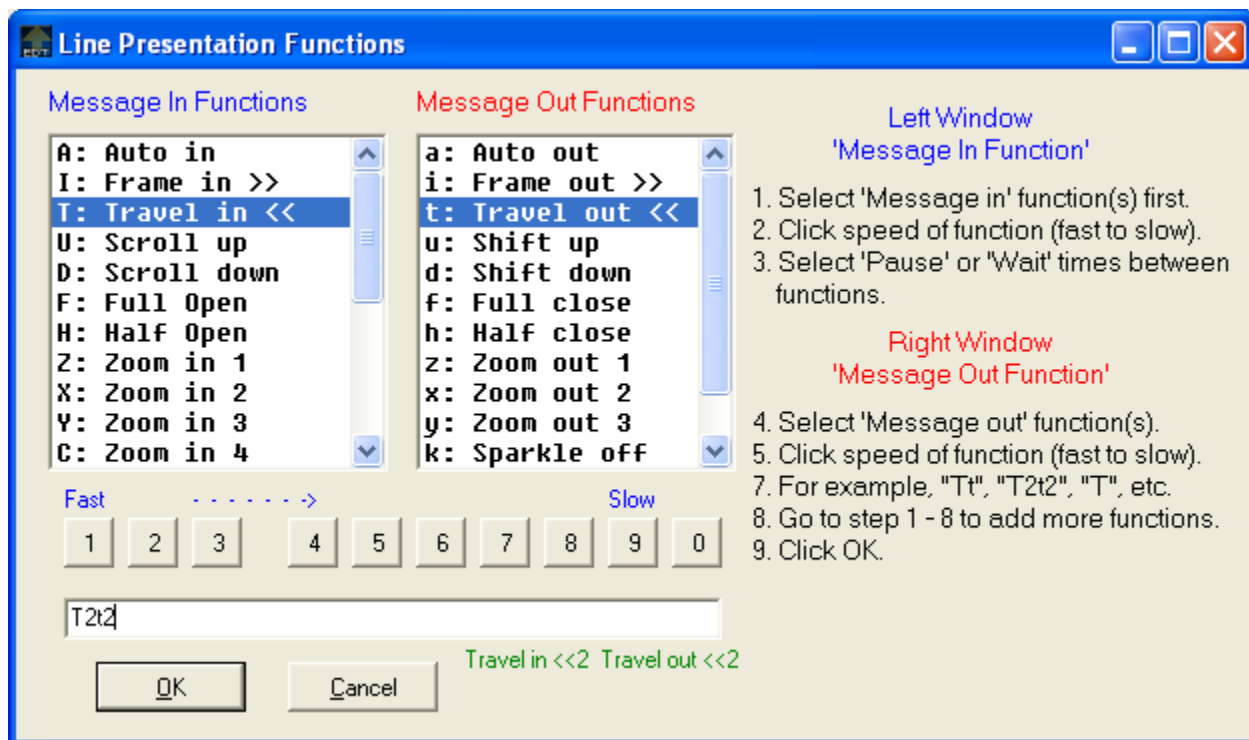 EDT Line Presentation Functions
Message In Functions
A: Auto in
I: Frame in >>
T: Travel in <<
U: Scroll up
D: Scroll down
F: Full Open
H: Half Open
Z: Zoom in 1
X: Zoom in 2
Y: Zoom in 3
C: Zoom in 4
Message Out Functions
a: Auto out
i: Frame out >>
t: Travel out <<
u: Shift up
d: Shift down
f: Full close
h: Half close
z: Zoom out 1
x: Zoom out 2
y: Zoom out 3
k: Sparkle off
Left Window
'Message In Function'
1. Select 'Message in' function(s) first.
2. Click speed of function (fast to slow).
3. Select 'Pause' or 'Wait' times between
functions.
Right Window
'Message Out Function'
4. Select 'Message out' function(s).
5. Click speed of function (fast to slow).
7. For example, "Tt", "T2t2", "T", etc.
8. Go to step 1 - 8 to add more functions.
9. Click OK.
Fast - - - - - - -> Slow
1 2 3 4 5 6 7 8 9 0
T2t2
Travel in <<2 Travel out <<2
OK Cancel